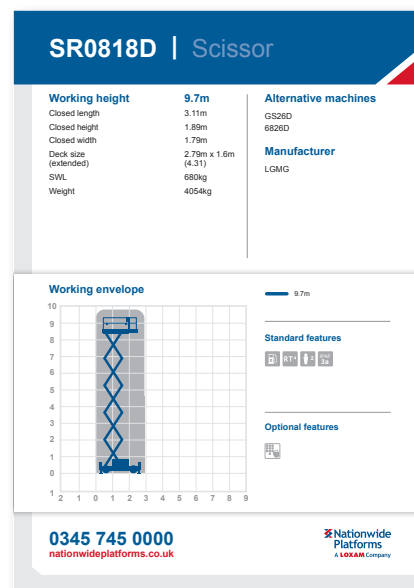 SR0818D | Scissor
Working height 9.7m
Closed length 3.11m
Closed height 1.89m
Closed width 1.79m
Deck size 2.79m x 1.6m
(extended) (4.31)
SWL 680kg
Weight 4054kg
Alternative machines
GS26D
6826D
Manufacturer
LGMG
Working envelope
10
9
8
7
6
5
4
3
2
1
0
1
2 1 0 1 2 3 4 5 6 7 8 9
9.7m
Standard features
RT
2
3a
Optional features
0345 745 0000
nationwideplatforms.co.uk
Nationwide
Platforms
A LOXAM Company